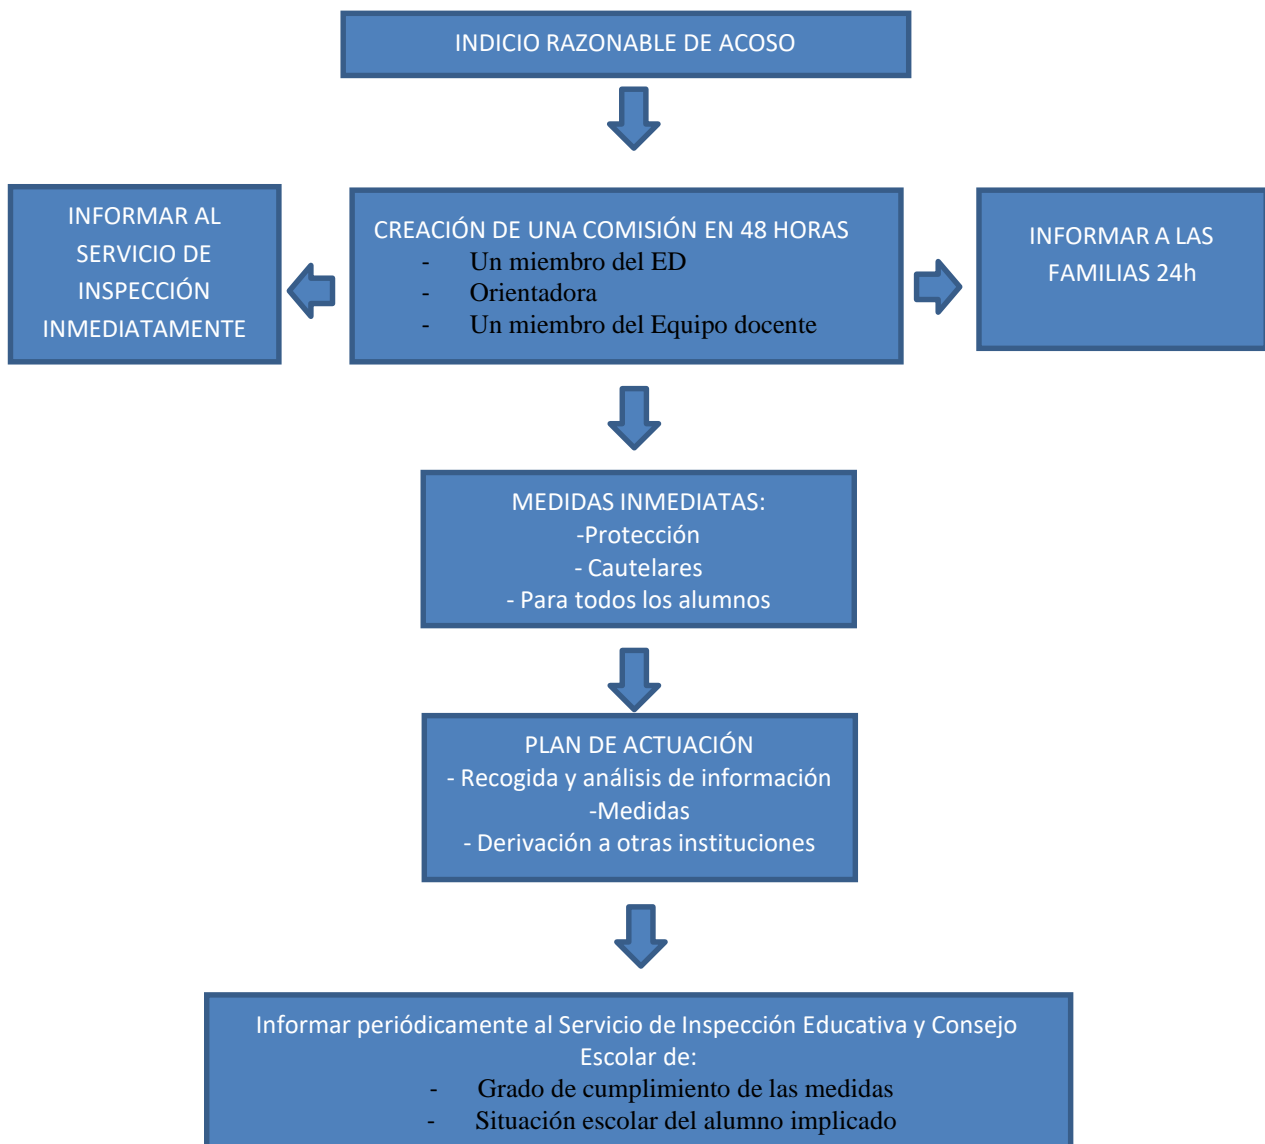 INDICIO RAZONABLE DE ACOSO
INFORMAR AL
SERVICIO DE
INSPECCIÓN
INMEDIATAMENTE
CREACIÓN DE UNA COMISIÓN EN 48 HORAS
- Un miembro del ED
- Orientadora
- Un miembro del Equipo docente
INFORMAR A LAS
FAMILIAS 24h
MEDIDAS INMEDIATAS:
-Protección
- Cautelares
- Para todos los alumnos
PLAN DE ACTUACIÓN
- Recogida y análisis de información
-Medidas
- Derivación a otras instituciones
Informar periódicamente al Servicio de Inspección Educativa y Consejo
Escolar de:
- Grado de cumplimiento de las medidas
- Situación escolar del alumno implicado